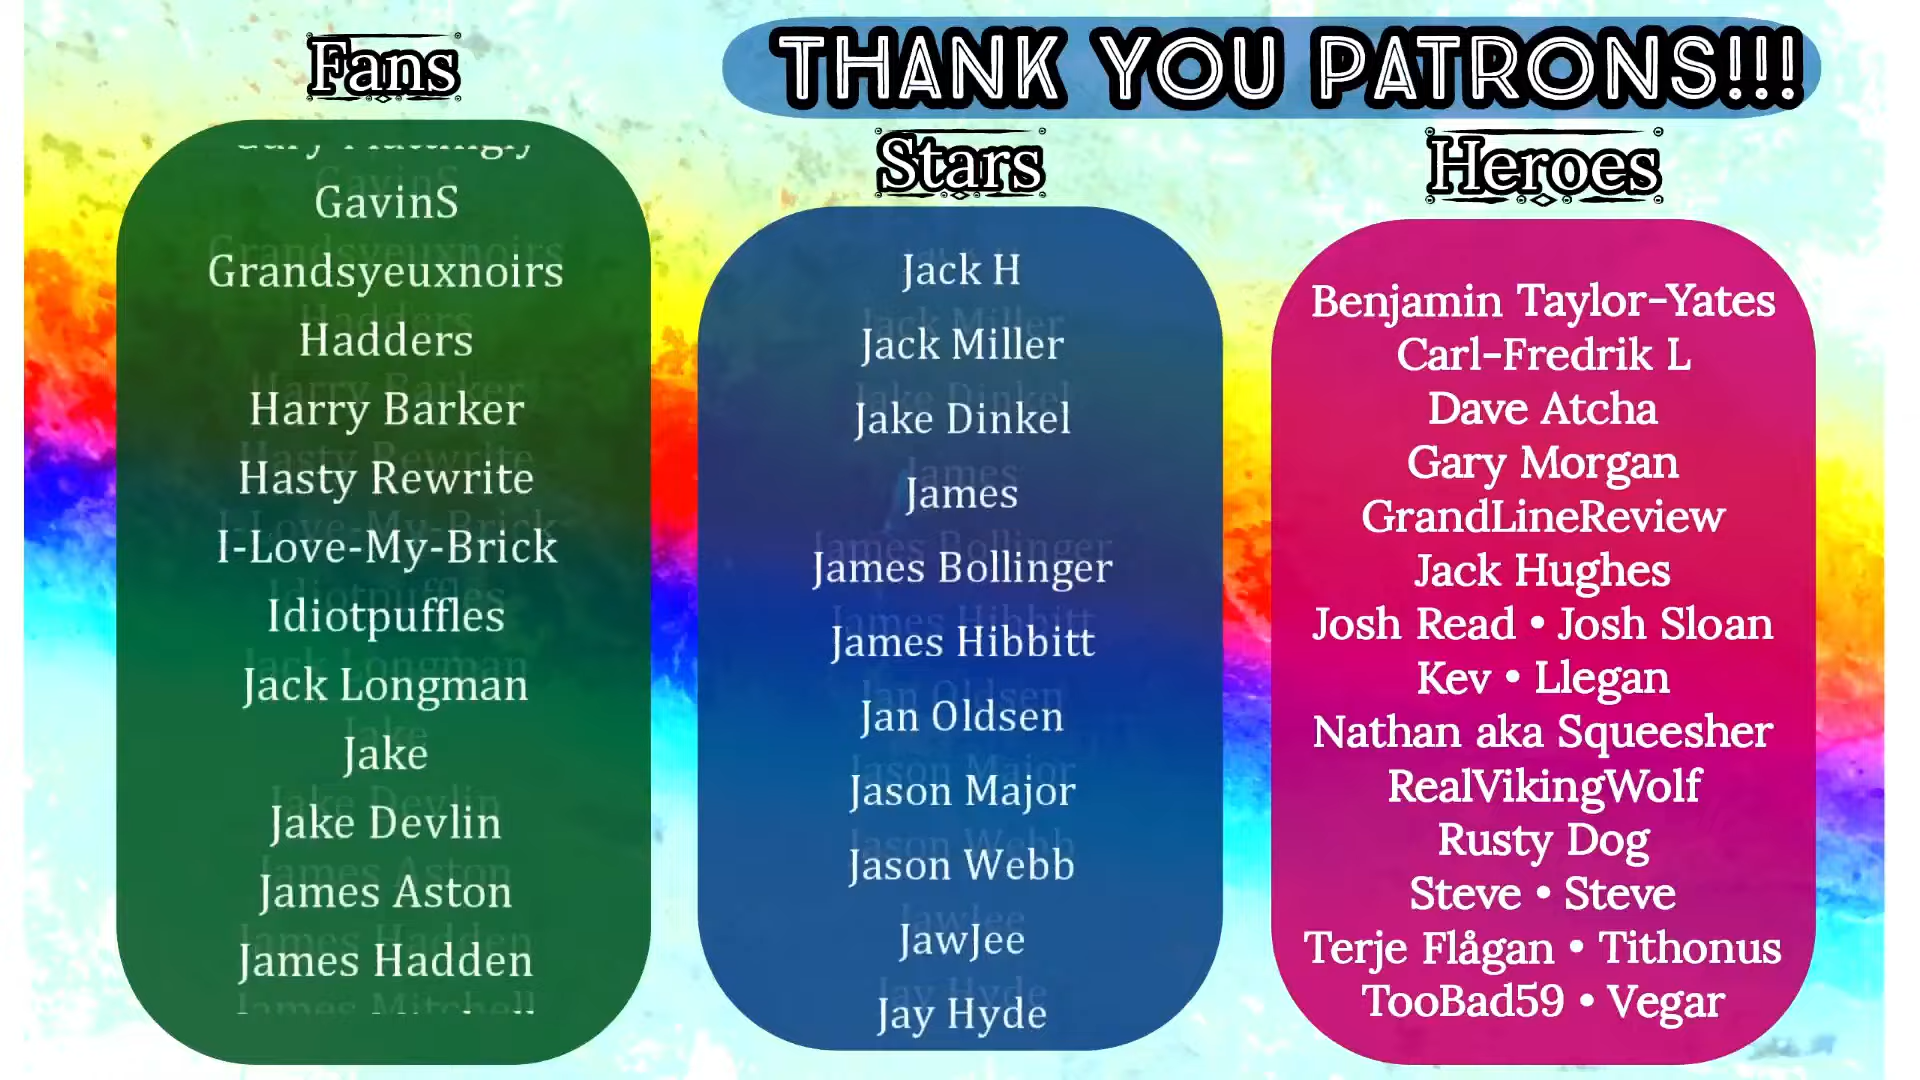 Fans
THANK YOU PATRONS!!!
Stars
Heroes
GavinS
Grandsyeuxnoirs
Hadders
Harry Barker
Hasty Rewrite
I-Love-My-Brick
Idiotpuffles
Jack Longman
Jake
Jake Devlin
James Aston
James Hadden
James Mitchell
Jack H
Jack Miller
Jake Dinkel
James
James Bollinger
James Hibbitt
Jan Oldsen
Jason Major
Jason Webb
JawJee
Jay Hyde
Benjamin Taylor-Yates
Carl-Fredrik L
Dave Atcha
Gary Morgan
GrandLineReview
Jack Hughes
Josh Read • Josh Sloan
Kev • Llegan
Nathan aka Squeesher
RealVikingWolf
Rusty Dog
Steve • Steve
Terje Flågan • Tithonus
TooBad59 • Vegar